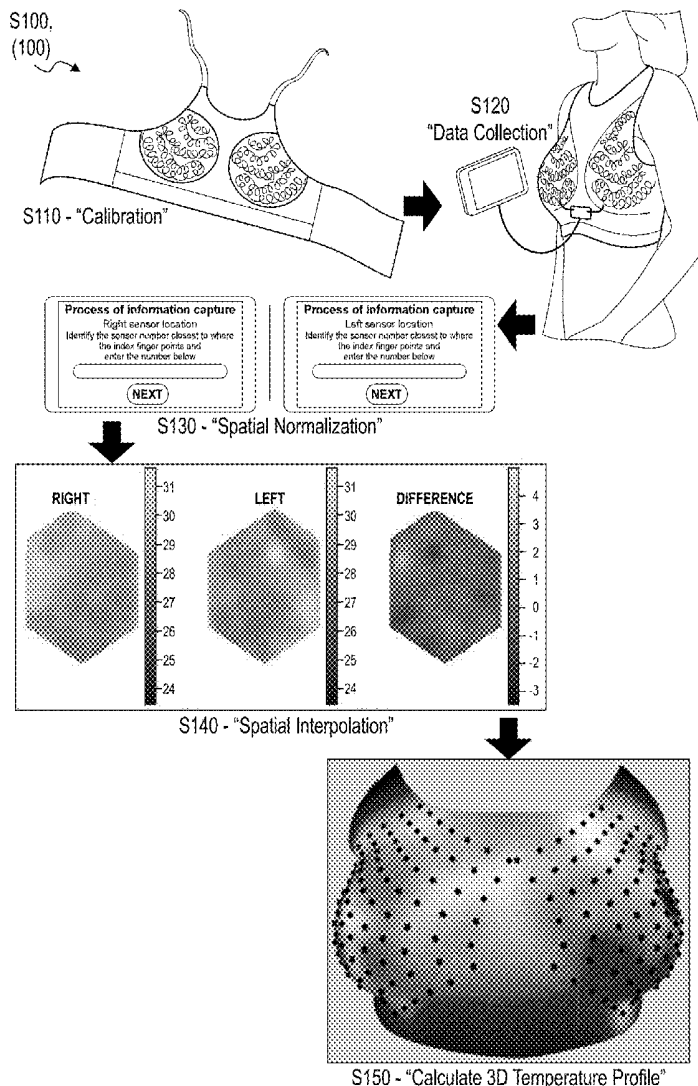 S100,
(100)
S110 - "Calibration"
S120
"Data Collection"
Process of information capture
Right sensor location
Identify the sensor number closest to where
the index finger points and
enter the number below
NEXT
Process of information capture
Left sensor location
Identify the sensor number closest to where
the index finger points and
enter the number below
NEXT
S130 - "Spatial Normalization"
RIGHT
31
30
29
28
27
26
25
24
LEFT
31
30
29
28
27
26
25
24
DIFFERENCE
4
3
2
1
0
-1
-2
-3
S140 - "Spatial Interpolation"
S150 - "Calculate 3D Temperature Profile"